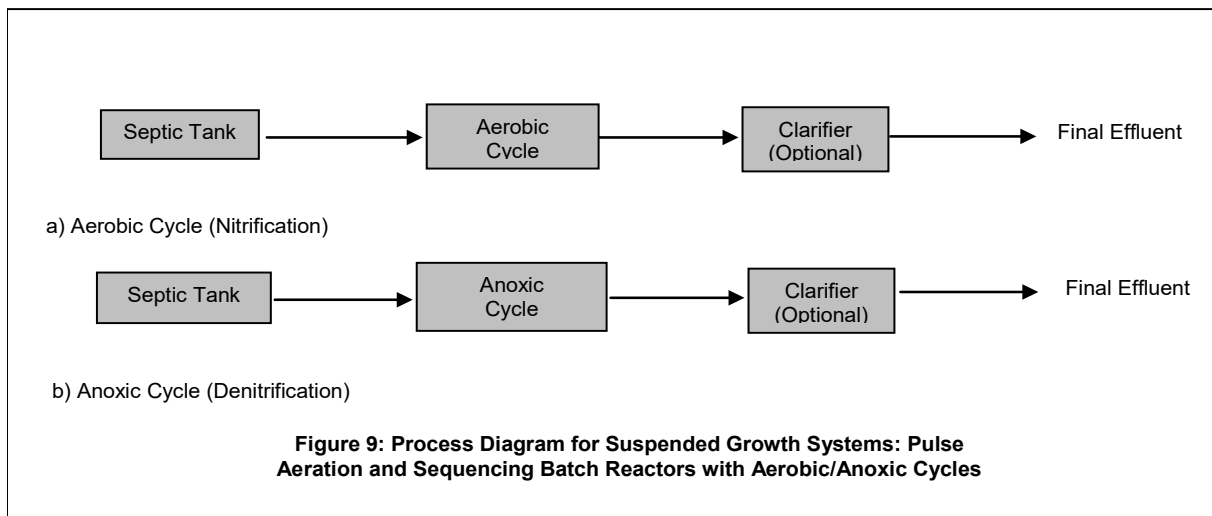 Septic Tank
Aerobic
Cycle
Clarifier
(Optional)
Final Effluent
a) Aerobic Cycle (Nitrification)
Septic Tank
Anoxic
Cycle
Clarifier
(Optional)
Final Effluent
b) Anoxic Cycle (Denitrification)
Figure 9: Process Diagram for Suspended Growth Systems: Pulse
Aeration and Sequencing Batch Reactors with Aerobic/Anoxic Cycles